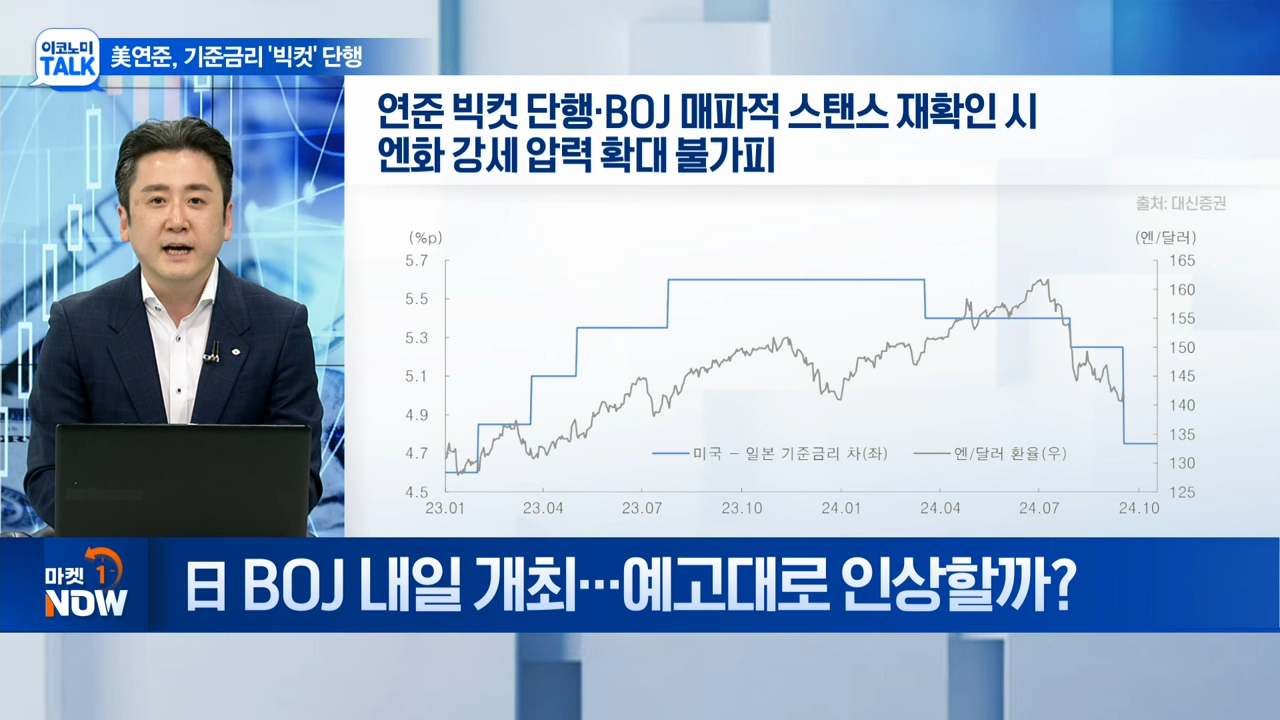 이코노미
TALK
美연준, 기준금리 '빅컷' 단행
연준 빅컷 단행·BOJ 매파적 스탠스 재확인 시
엔화 강세 압력 확대 불가피
출처: 대신증권
(%p)
(엔/달러)
5.7
5.5
5.3
5.1
4.9
4.7
4.5
165
160
155
150
145
140
135
130
125
미국 – 일본 기준금리 차(좌)
엔/달러 환율(우)
23.01
23.04
23.07
23.10
24.01
24.04
24.07
24.10
마켓 1
NOW
日 BOJ 내일 개최…예고대로 인상할까?